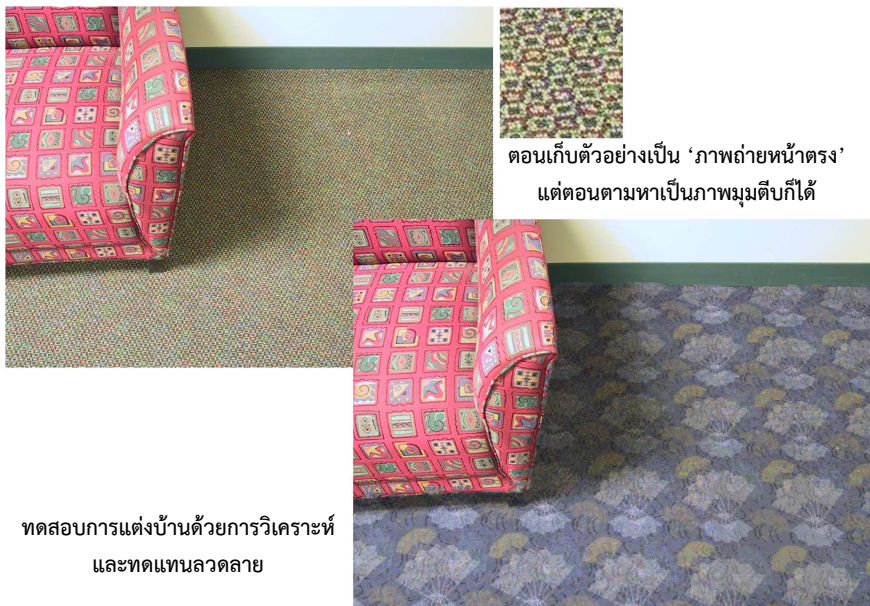 ตอนเก็บตัวอย่างเป็น ‘ภาพถ่ายหน้าตรง’
แต่ตอนตามหาเป็นภาพมุมตีบก็ได้
ทดสอบการแต่งบ้านด้วยการวิเคราะห์
และทดแทนลวดลาย